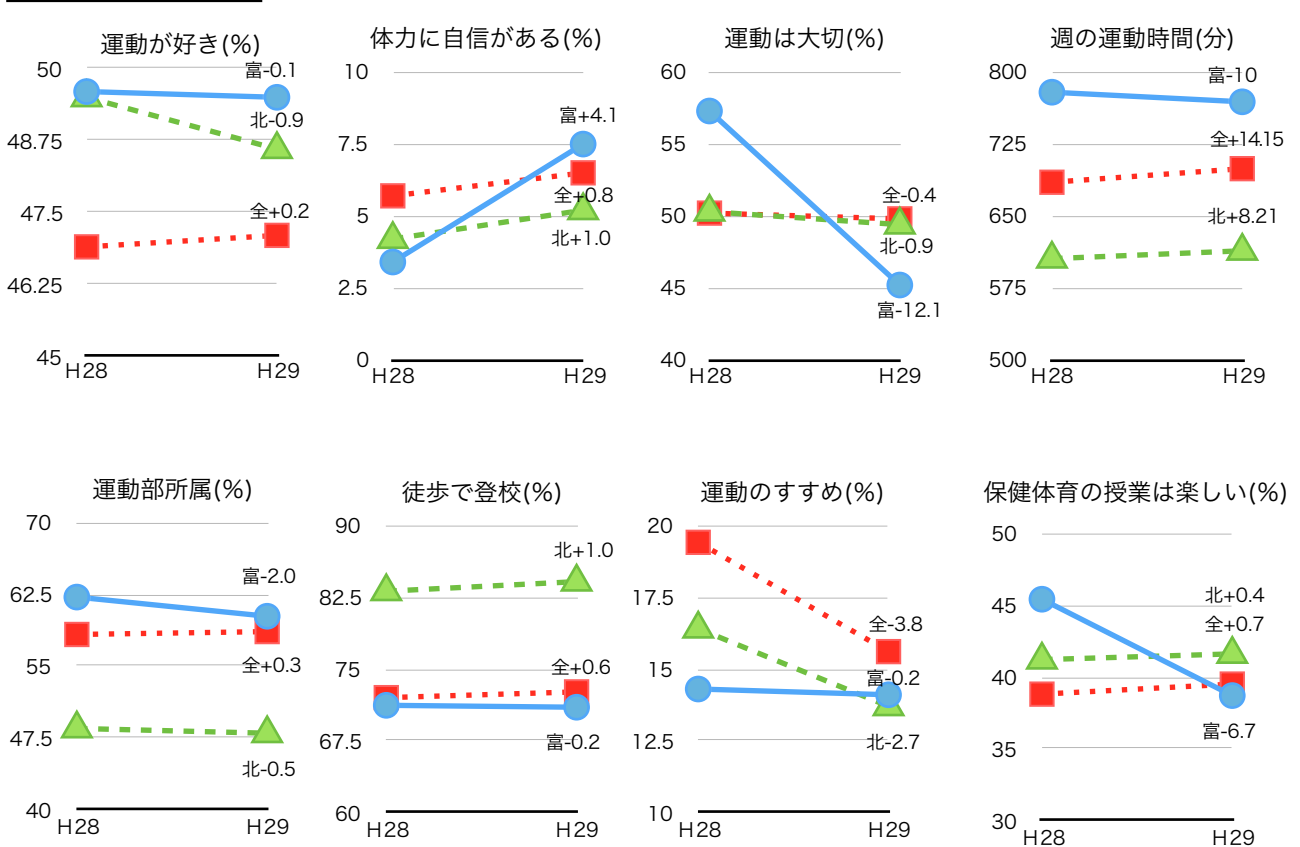 運動が好き(%)
50
48.75
47.5
46.25
45
富-0.1
北-0.9
全+0.2
H28
H29
体力に自信がある(%)
10
7.5
5
2.5
0
富+4.1
全+0.8
北+1.0
H28
H29
運動は大切(%)
60
55
50
45
40
全-0.4
北-0.9
富-12.1
H28
H29
週の運動時間(分)
800
725
650
575
500
富-10
全+14.15
北+8.21
H28
H29
運動部所属(%)
70
62.5
55
47.5
40
富-2.0
全+0.3
北-0.5
H28
H29
徒歩で登校(%)
90
82.5
75
67.5
60
北+1.0
全+0.6
富-0.2
H28
H29
運動のすすめ(%)
20
17.5
15
12.5
10
全-3.8
富-0.2
北-2.7
H28
H29
保健体育の授業は楽しい(%)
50
45
40
35
30
北+0.4
全+0.7
富-6.7
H28
H29